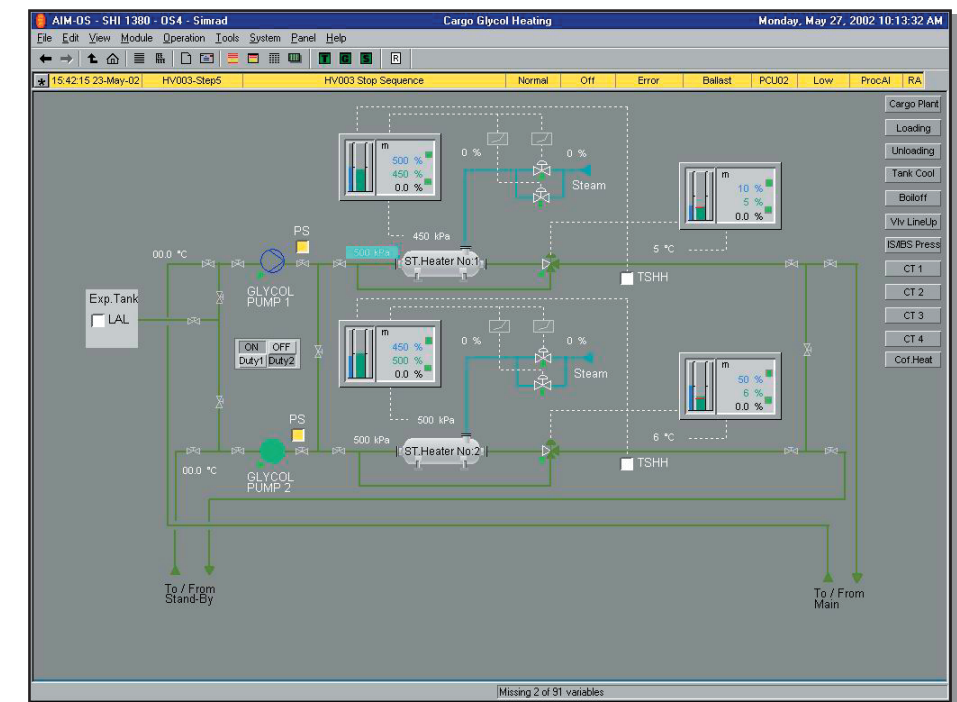 AIM-OS - SHI 1380 - OS4 - Simrad Cargo Glycol Heating Monday, May 27, 2002 10:13:32 AM
File Edit View Module Operation Tools System Panel Help
T G S R
15:42:15 23-May-02 HV003-Step5 HV003 Stop Sequence Normal Off Error Ballast PCU02 Low ProcAl RA
Cargo Plant
Loading
Unloading
Tank Cool
Boiloff
Vlv LineUp
IS/IBS Press
CT 1
CT 2
CT 3
CT 4
Cof.Heat
m
500 %
450 %
0.0 %
0 %
0 %
Steam
m
10 %
5 %
0.0 %
450 kPa
5 °C
PS
00.0 °C
500 kPa
ST.Heater No:1
TSHH
GLYCOL
PUMP 1
Exp.Tank
LAL
m
450 %
500 %
0.0 %
0 %
0 %
Steam
ON OFF
Duty1 Duty2
m
50 %
6 %
0.0 %
500 kPa
6 °C
PS
500 kPa
ST.Heater No:2
TSHH
00.0 °C
GLYCOL
PUMP 2
To / From
Stand-By
To / From
Main
Missing 2 of 91 variables